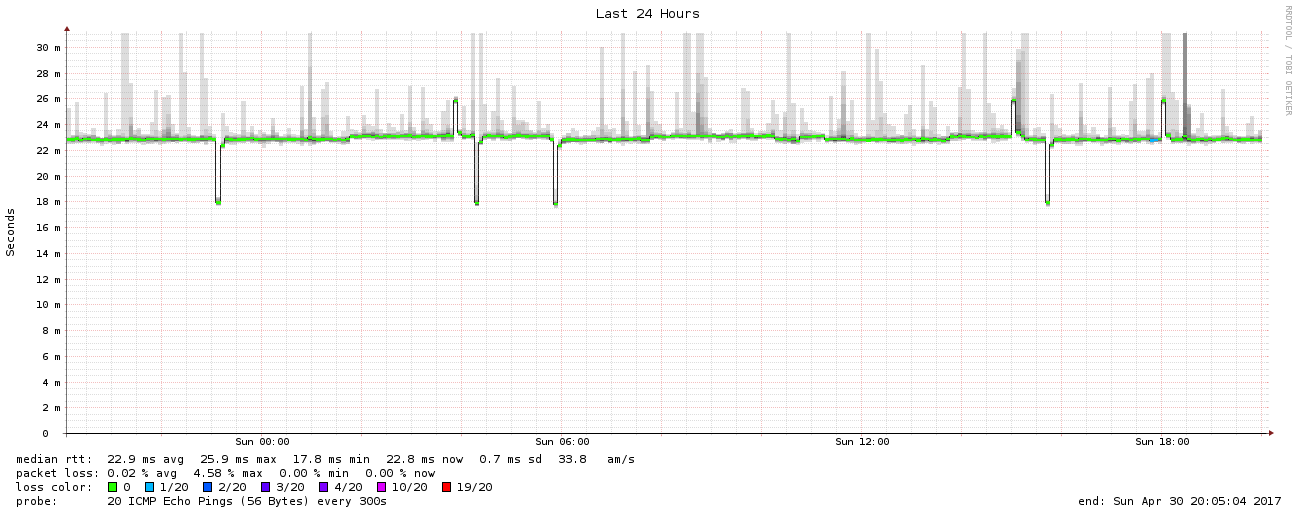 Last 24 Hours
RRDTOOL / TOBI OETIKER
Seconds
30 m
28 m
26 m
24 m
22 m
20 m
18 m
16 m
14 m
12 m
10 m
8 m
6 m
4 m
2 m
0
Sun 00:00 Sun 06:00 Sun 12:00 Sun 18:00
median rtt: 22.9 ms avg 25.9 ms max 17.8 ms min 22.8 ms now 0.7 ms sd 33.8 am/s
packet loss: 0.02 % avg 4.58 % max 0.00 % min 0.00 % now
loss color: 0 1/20 2/20 3/20 4/20 10/20 19/20
probe: 20 ICMP Echo Pings (56 Bytes) every 300s end: Sun Apr 30 20:05:04 2017